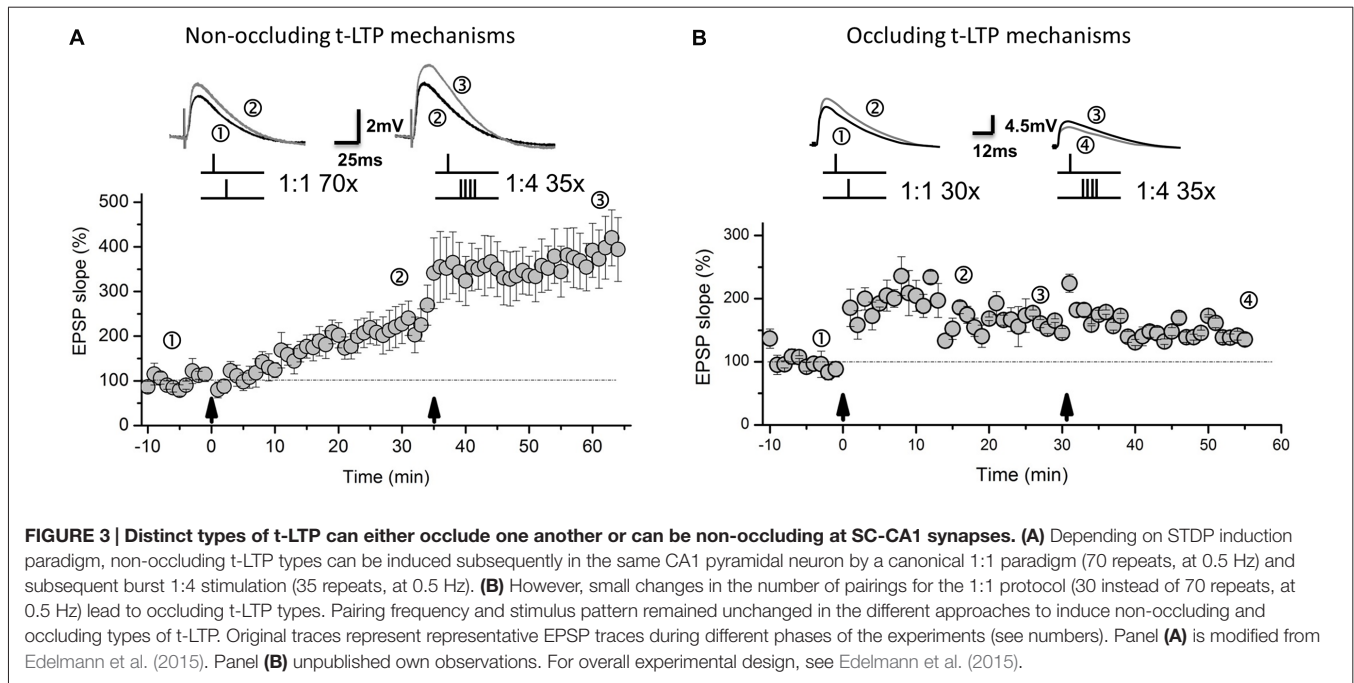 A Non-occluding t-LTP mechanisms
② ①
2mV
25ms
③ ②
1:1 70x
1:4 35x
EPSP slope (%)
500
400
300
200
100
0
① ② ③
-10 0 10 20 30 40 50 60
Time (min)
B Occluding t-LTP mechanisms
② ①
4.5mV
12ms
③ ④
1:1 30x
1:4 35x
EPSP slope (%)
300
200
100
0
① ② ③ ④
-10 0 10 20 30 40 50 60
Time (min)
FIGURE 3 | Distinct types of t-LTP can either occlude one another or can be non-occluding at SC-CA1 synapses. (A) Depending on STDP induction
paradigm, non-occluding t-LTP types can be induced subsequently in the same CA1 pyramidal neuron by a canonical 1:1 paradigm (70 repeats, at 0.5 Hz) and
subsequent burst 1:4 stimulation (35 repeats, at 0.5 Hz). (B) However, small changes in the number of pairings for the 1:1 protocol (30 instead of 70 repeats, at
0.5 Hz) lead to occluding t-LTP types. Pairing frequency and stimulus pattern remained unchanged in the different approaches to induce non-occluding and
occluding types of t-LTP. Original traces represent representative EPSP traces during different phases of the experiments (see numbers). Panel (A) is modified from
Edelmann et al. (2015). Panel (B) unpublished own observations. For overall experimental design, see Edelmann et al. (2015).